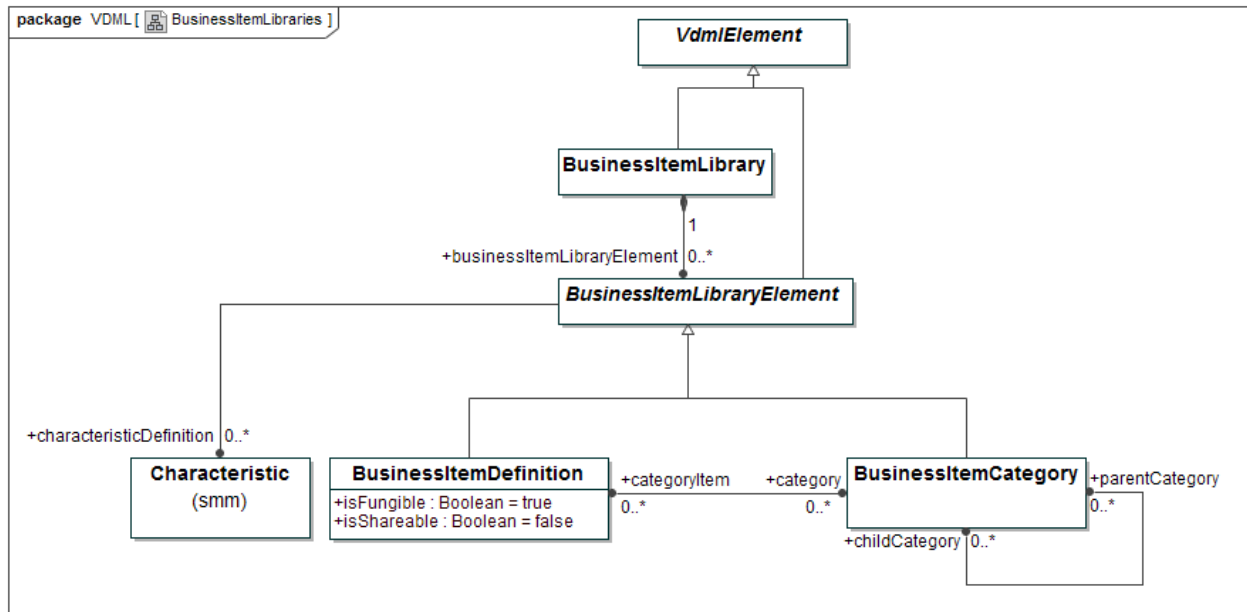 package VDML [ BusinessItemLibraries ]
VdmlElement
BusinessItemLibrary
1
+businessItemLibraryElement 0..*
BusinessItemLibraryElement
+characteristicDefinition 0..*
Characteristic
(smm)
BusinessItemDefinition
+isFungible : Boolean = true
+isShareable : Boolean = false
+categoryItem
0..*
+category
0..*
BusinessItemCategory
+parentCategory
0..*
+childCategory 0..*